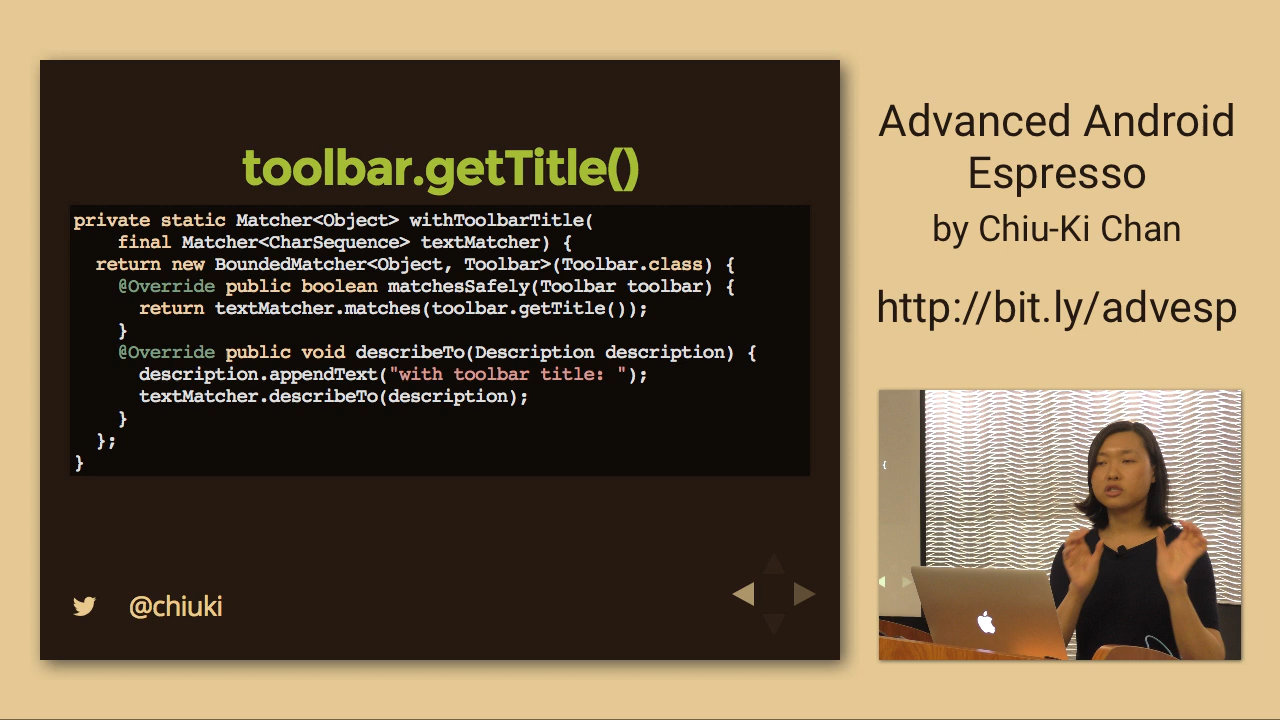 toolbar.getTitle()
private static Matcher<Object> withToolbarTitle(
    final Matcher<CharSequence> textMatcher) {
  return new BoundedMatcher<Object, Toolbar>(Toolbar.class) {
    @Override public boolean matchesSafely(Toolbar toolbar) {
      return textMatcher.matches(toolbar.getTitle());
    }
    @Override public void describeTo(Description description) {
      description.appendText("with toolbar title: ");
      textMatcher.describeTo(description);
    }
  };
}
@chiuki
Advanced Android
Espresso
by Chiu-Ki Chan
http://bit.ly/advesp
{